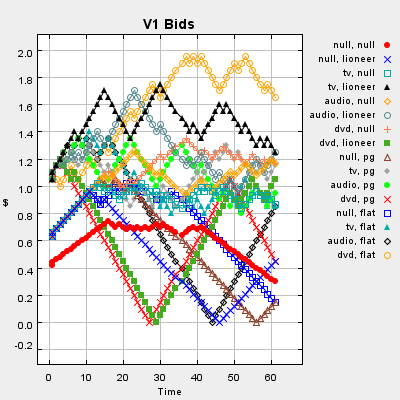 V1 Bids
2.0
1.8
1.6
1.4
1.2
1.0
0.8
0.6
0.4
0.2
0.0
-0.2
$
0 10 20 30 40 50 60
Time
null, null
null, lioneer
tv, null
tv, lioneer
audio, null
audio, lioneer
dvd, null
dvd, lioneer
null, pg
tv, pg
audio, pg
dvd, pg
null, flat
tv, flat
audio, flat
dvd, flat